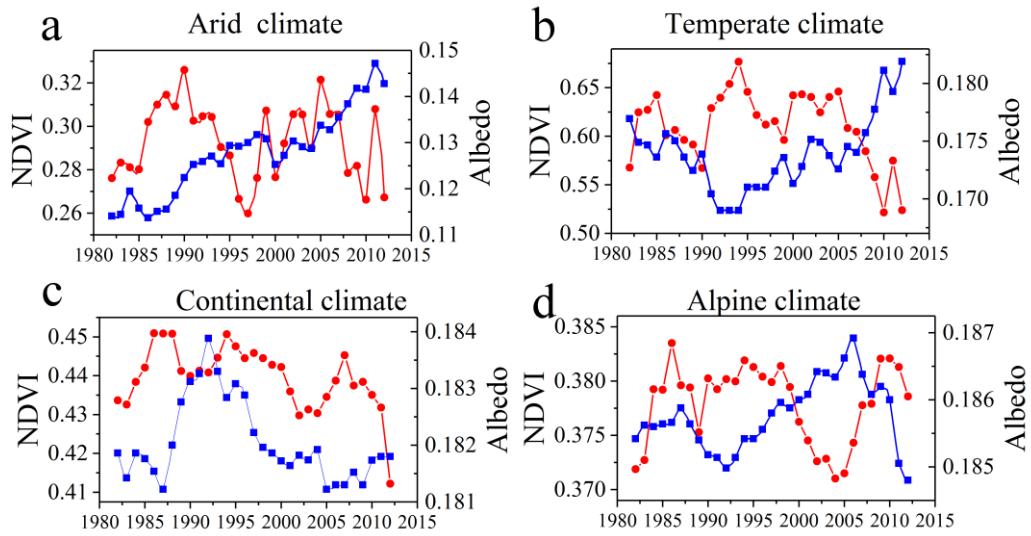 a Arid climate
NDVI
0.32
0.30
0.28
0.26
0.15
0.14
0.13
0.12
0.11
Albedo
1980 1985 1990 1995 2000 2005 2010 2015
b Temperate climate
NDVI
0.65
0.60
0.55
0.50
0.180
0.175
0.170
Albedo
1980 1985 1990 1995 2000 2005 2010 2015
c Continental climate
NDVI
0.45
0.44
0.43
0.42
0.41
0.184
0.183
0.182
0.181
Albedo
1980 1985 1990 1995 2000 2005 2010 2015
d Alpine climate
NDVI
0.385
0.380
0.375
0.370
0.187
0.186
0.185
Albedo
1980 1985 1990 1995 2000 2005 2010 2015